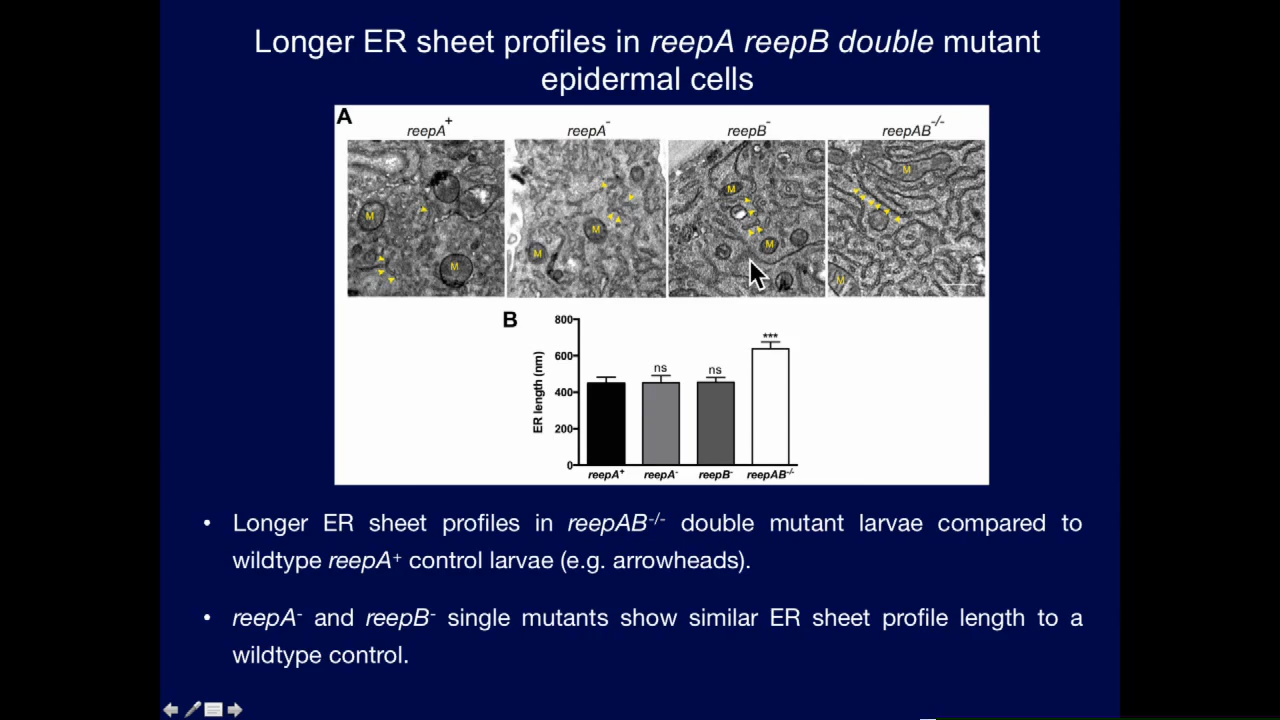 Longer ER sheet profiles in reepA reepB double mutant
epidermal cells
A
reepA⁺ reepA⁻ reepB⁻ reepAB⁻/⁻
M M M M M M M M
B
800
600
400
200
0
ER length (nm)
ns ns ***
reepA⁺ reepA⁻ reepB⁻ reepAB⁻/⁻
• Longer ER sheet profiles in reepAB⁻/⁻ double mutant larvae compared to
wildtype reepA⁺ control larvae (e.g. arrowheads).
• reepA⁻ and reepB⁻ single mutants show similar ER sheet profile length to a
wildtype control.